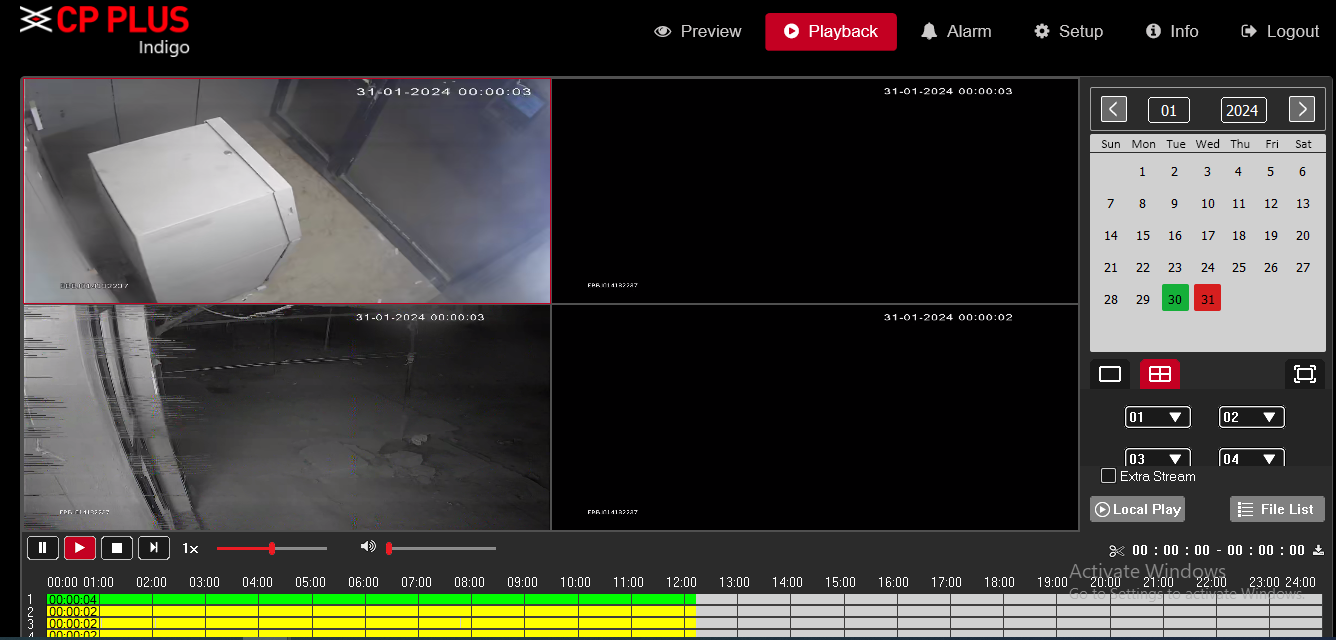 CP PLUS
Indigo
Preview Playback Alarm Setup Info Logout
31-01-2024 00:00:03
31-01-2024 00:00:03
01 2024
Sun Mon Tue Wed Thu Fri Sat
1 2 3 4 5 6
7 8 9 10 11 12 13
14 15 16 17 18 19 20
21 22 23 24 25 26 27
28 29 30 31
31-01-2024 00:00:03
31-01-2024 00:00:02
01 02
03 04
Extra Stream
Local Play File List
1x
00 : 00 : 00 - 00 : 00 : 00
Activate Windows
Go to Settings to activate Windows.
00:00 01:00 02:00 03:00 04:00 05:00 06:00 07:00 08:00 09:00 10:00 11:00 12:00 13:00 14:00 15:00 16:00 17:00 18:00 19:00 20:00 21:00 22:00 23:00 24:00
1 00:00:04
2 00:00:02
3 00:00:02
4 00:00:02